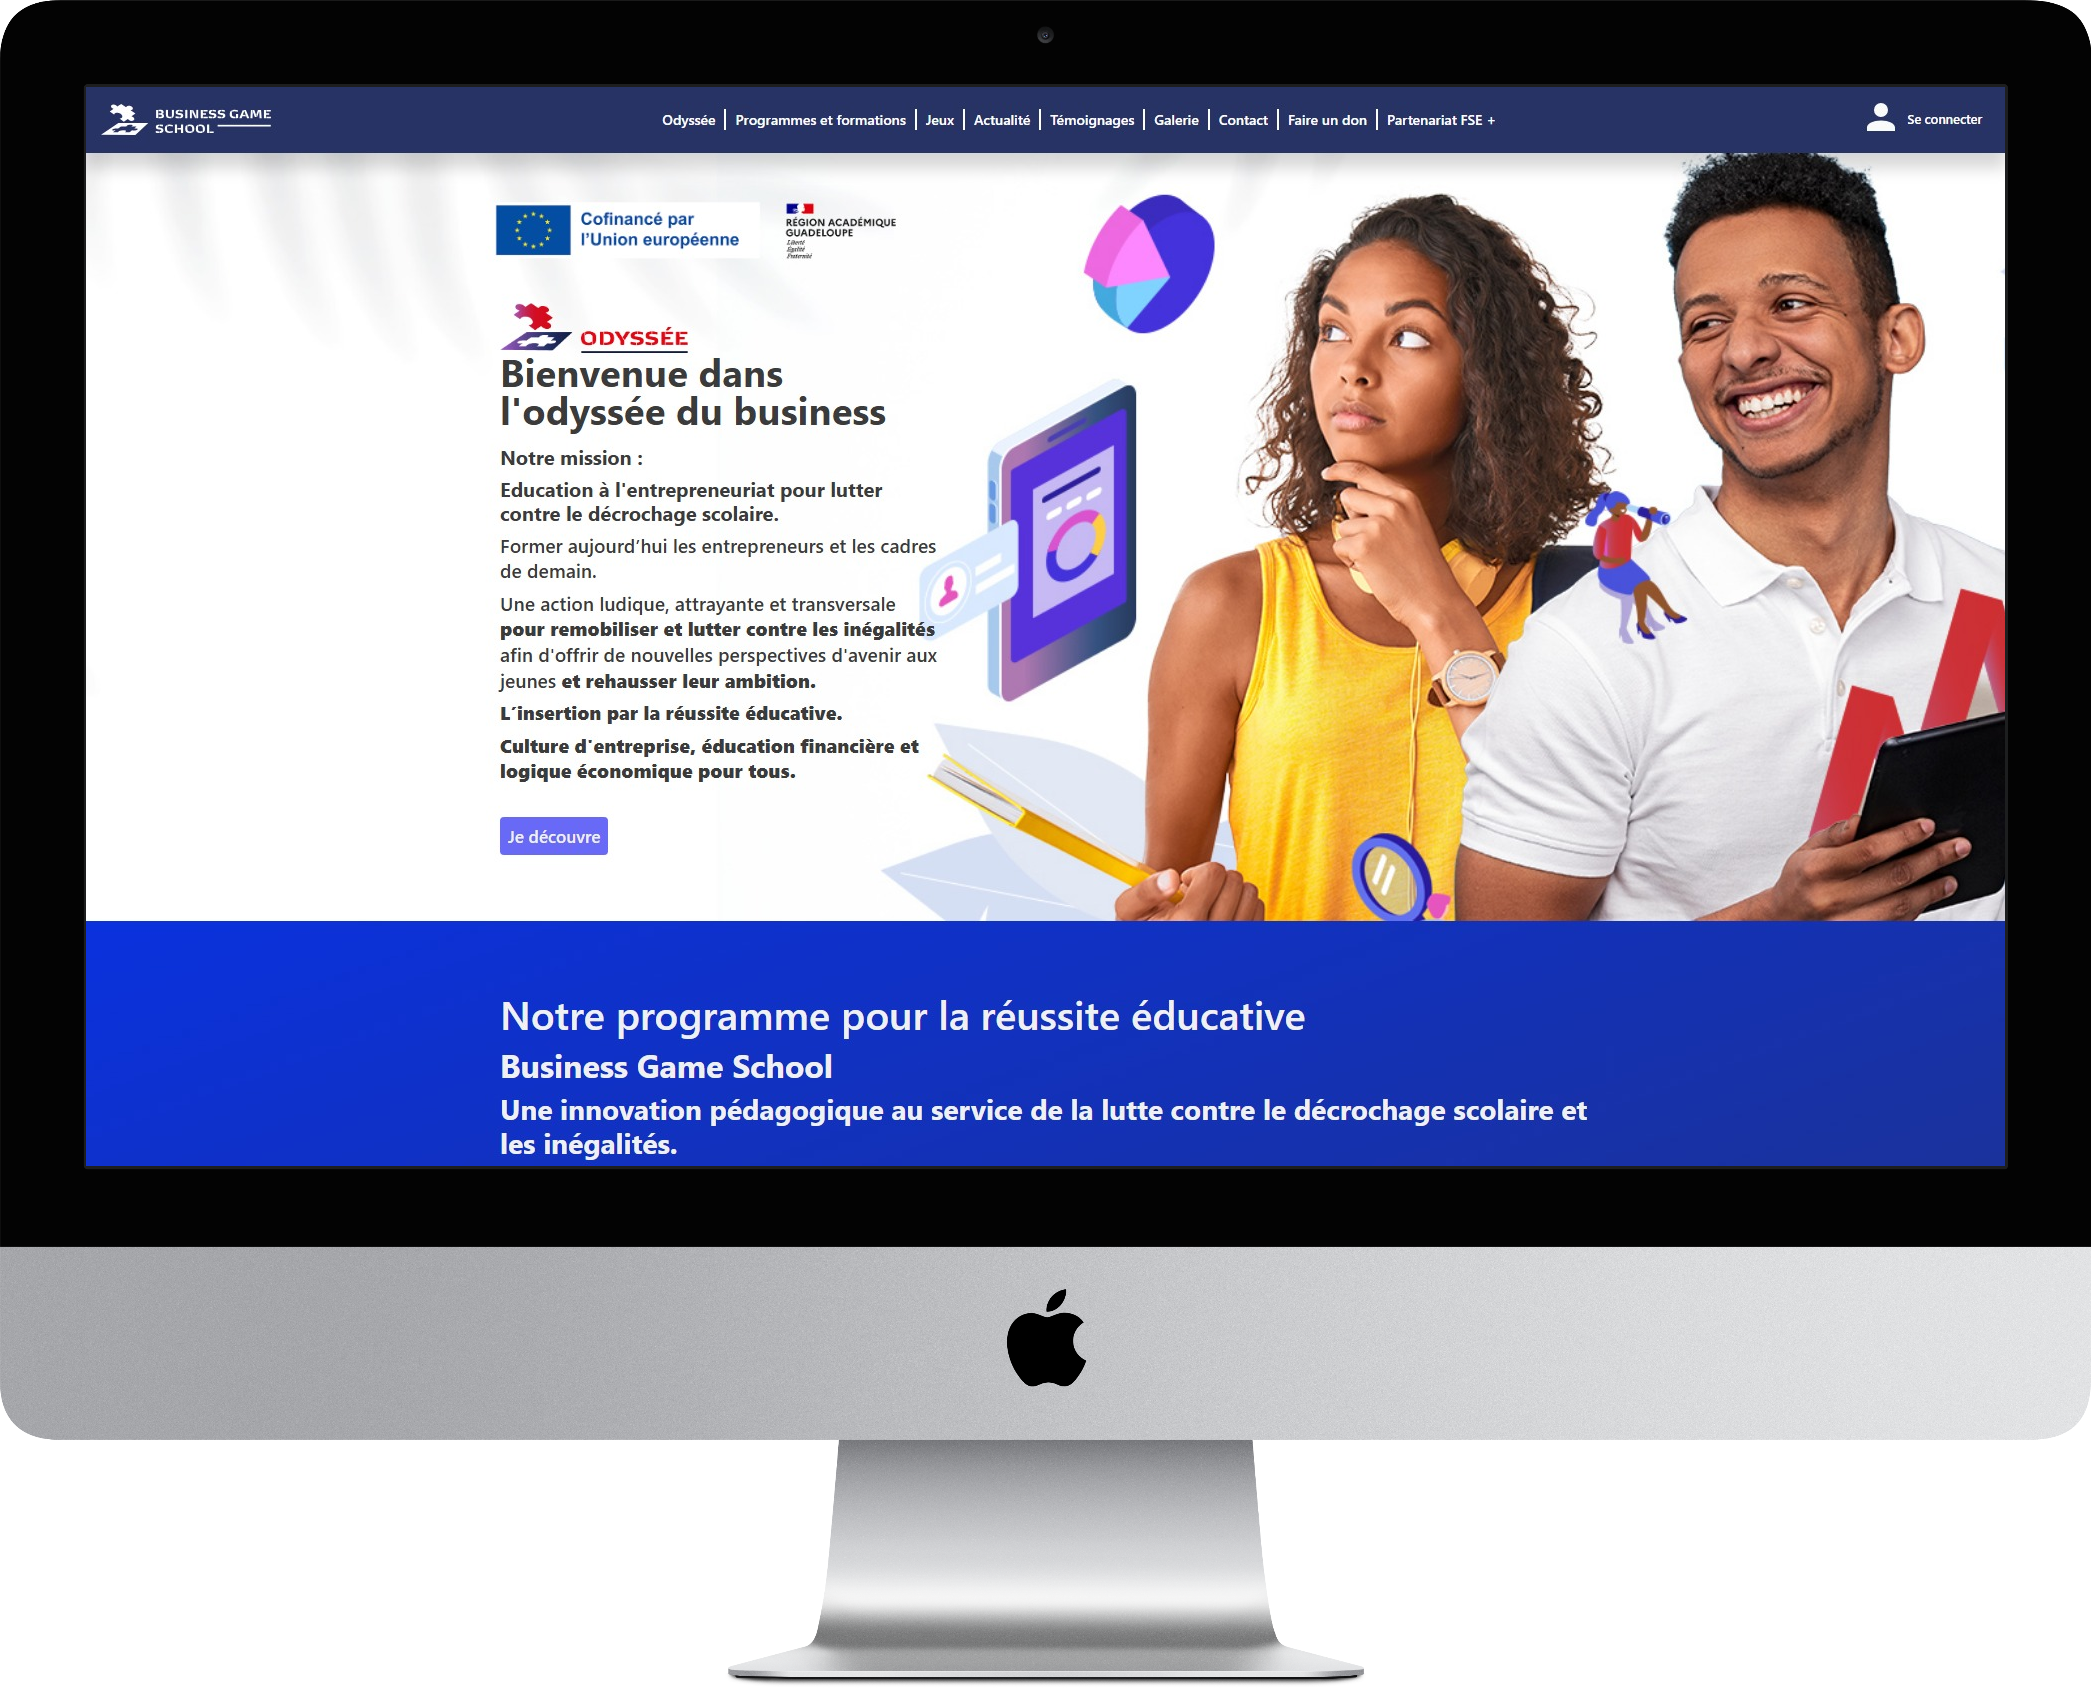 BUSINESS GAME
SCHOOL
Odyssée
Programmes et formations
Jeux
Actualité
Témoignages
Galerie
Contact
Faire un don
Partenariat FSE +
Se connecter
Cofinancé par
l'Union européenne
RÉGION ACADÉMIQUE
GUADELOUPE
Liberté
Égalité
Fraternité
ODYSSÉE
Bienvenue dans
l'odyssée du business
Notre mission :
Education à l'entrepreneuriat pour lutter
contre le décrochage scolaire.
Former aujourd’hui les entrepreneurs et les cadres
de demain.
Une action ludique, attrayante et transversale
pour remobiliser et lutter contre les inégalités
afin d'offrir de nouvelles perspectives d'avenir aux
jeunes et rehausser leur ambition.
L´insertion par la réussite éducative.
Culture d'entreprise, éducation financière et
logique économique pour tous.
Je découvre
Notre programme pour la réussite éducative
Business Game School
Une innovation pédagogique au service de la lutte contre le décrochage scolaire et
les inégalités.